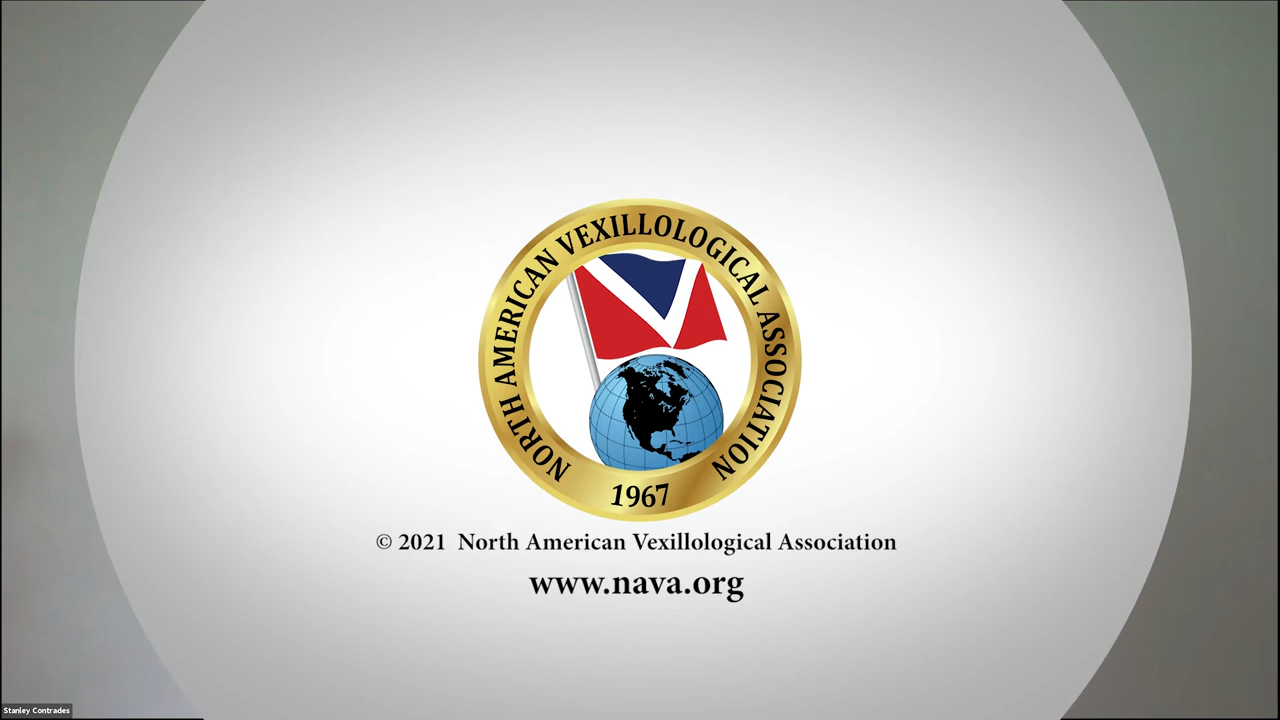 NORTH AMERICAN VEXILLOLOGICAL ASSOCIATION
1967
© 2021 North American Vexillological Association
www.nava.org
Stanley Contrades